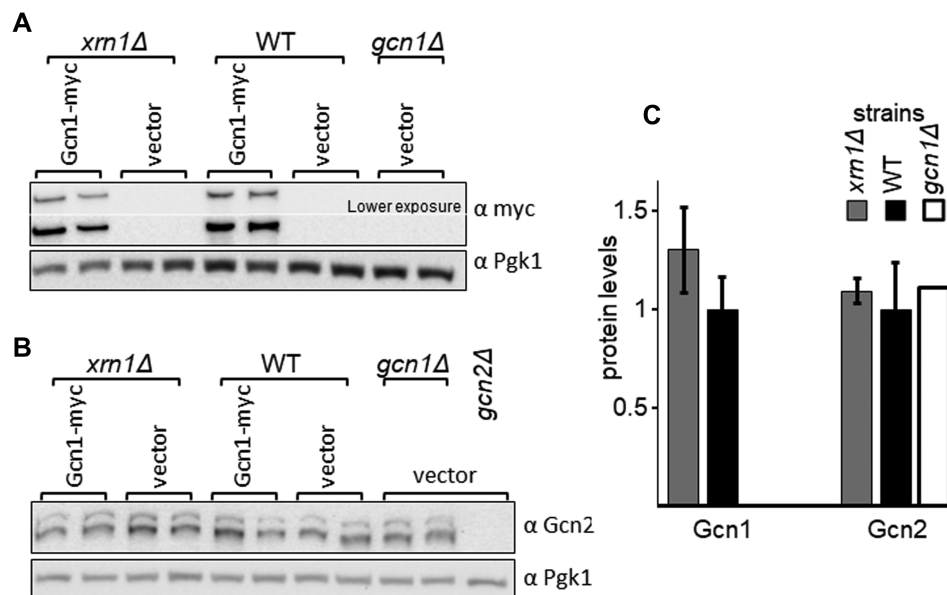 A
xrn1Δ WT gcn1Δ
Gcn1-myc vector Gcn1-myc vector vector
Lower exposure
α myc
α Pgk1
B
xrn1Δ WT gcn1Δ gcn2Δ
Gcn1-myc vector Gcn1-myc vector vector
α Gcn2
α Pgk1
C
strains
xrn1Δ WT gcn1Δ
protein levels
1.5
1
0.5
Gcn1 Gcn2